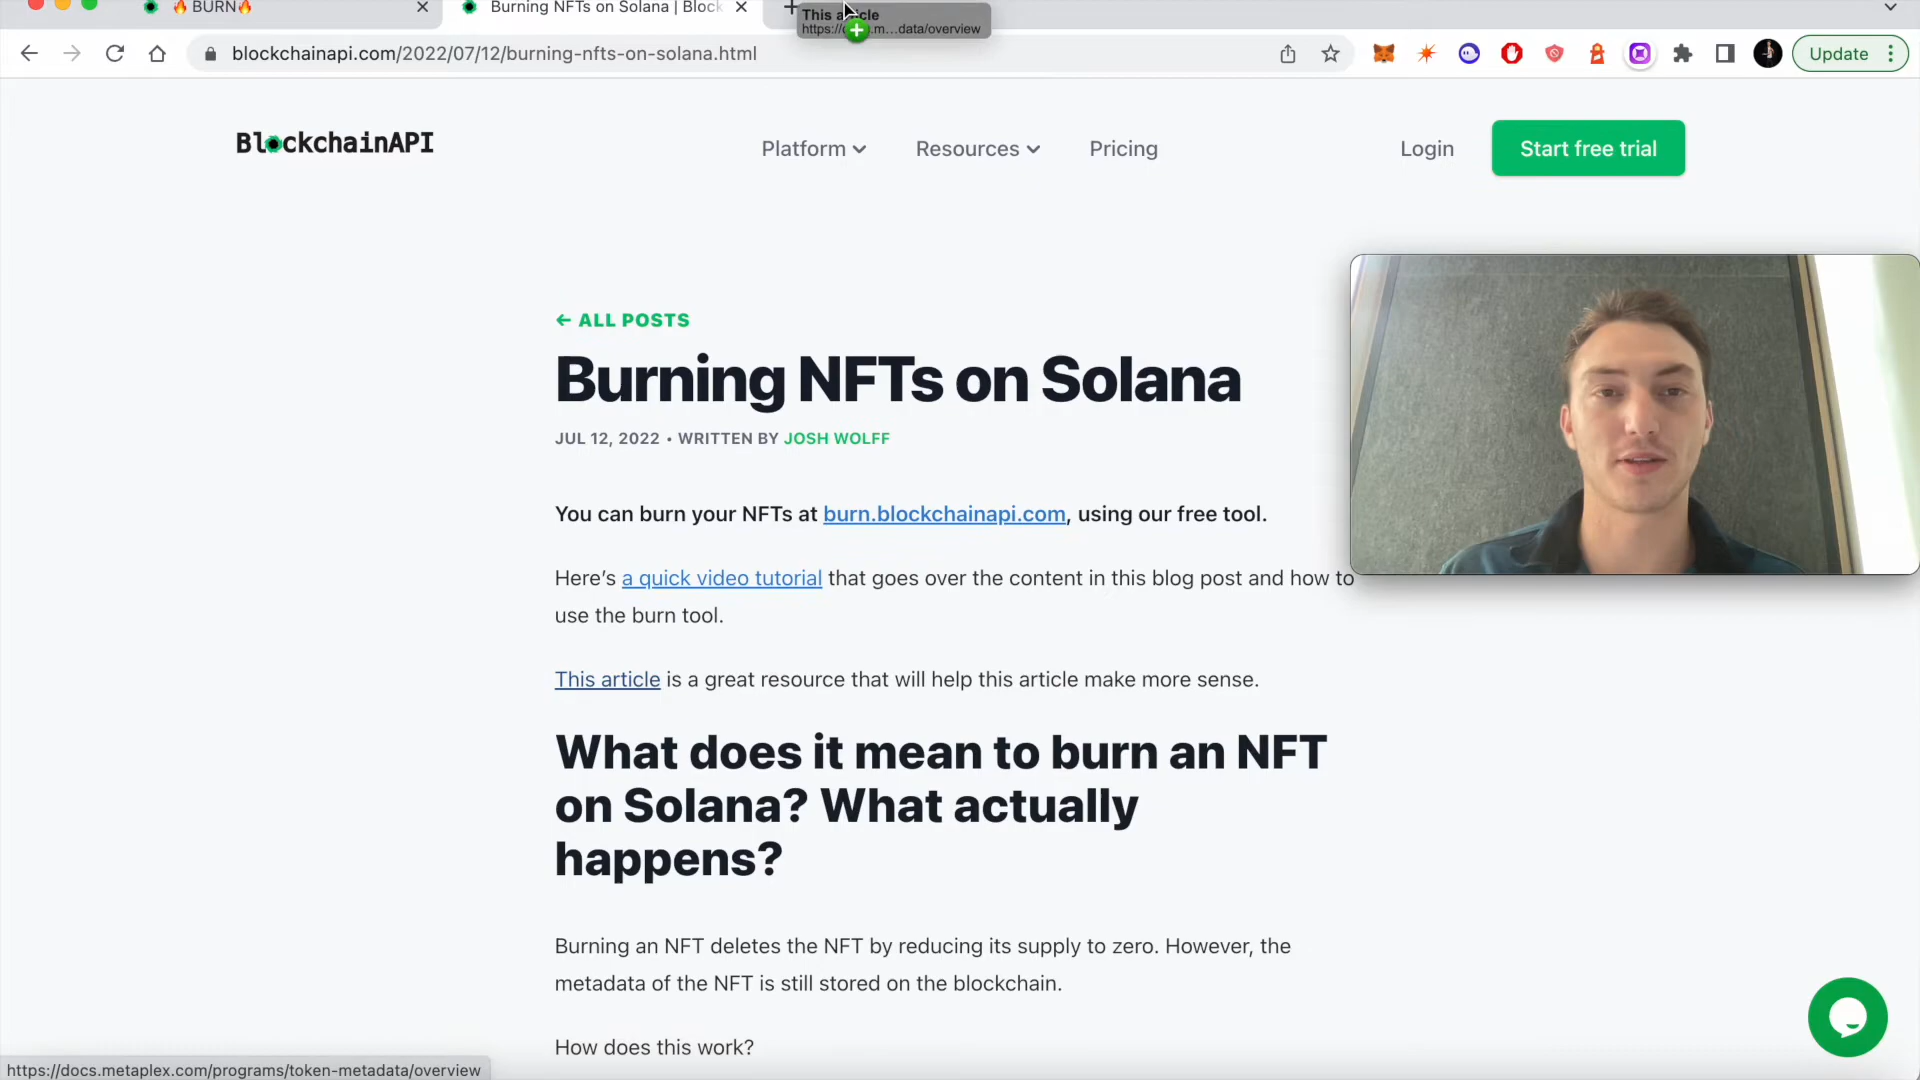 🔥 BURN🔥
Burning NFTs on Solana | Block
This article
data/overview
blockchainapi.com/2022/07/12/burning-nfts-on-solana.html
Update
BlockchainAPI
Platform
Resources
Pricing
Login
Start free trial
← ALL POSTS
Burning NFTs on Solana
JUL 12, 2022 • WRITTEN BY JOSH WOLFF
You can burn your NFTs at burn.blockchainapi.com, using our free tool.
Here’s a quick video tutorial that goes over the content in this blog post and how to
use the burn tool.
This article is a great resource that will help this article make more sense.
What does it mean to burn an NFT
on Solana? What actually
happens?
Burning an NFT deletes the NFT by reducing its supply to zero. However, the
metadata of the NFT is still stored on the blockchain.
How does this work?
https://docs.metaplex.com/programs/token-metadata/overview